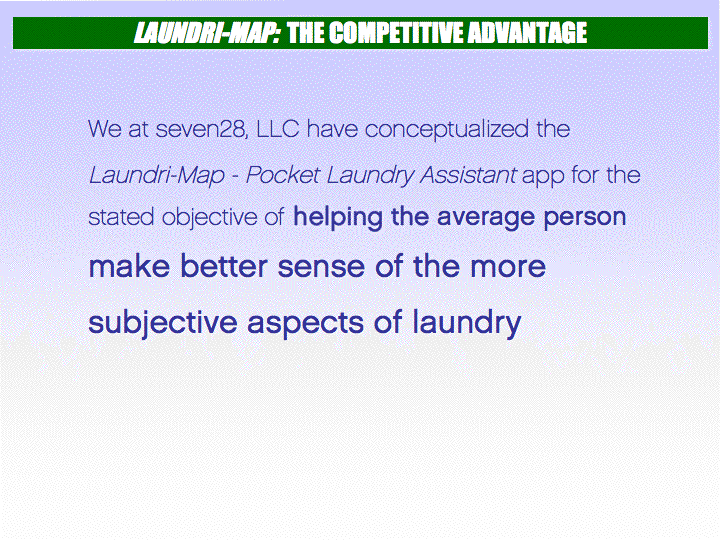 LAUNDRI-MAP: THE COMPETITIVE ADVANTAGE
We at seven28, LLC have conceptualized the
Laundri-Map - Pocket Laundry Assistant app for the
stated objective of helping the average person
make better sense of the more
subjective aspects of laundry